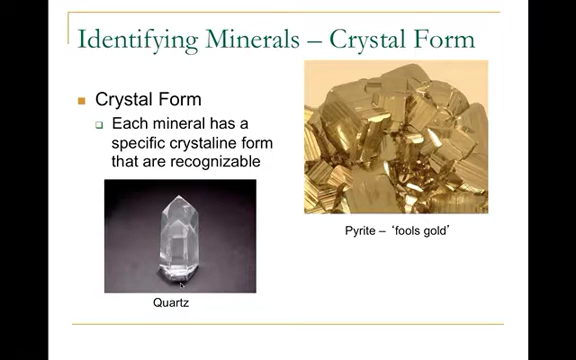 Identifying Minerals – Crystal Form
Crystal Form
Each mineral has a
specific crystaline form
that are recognizable
Pyrite – ‘fools gold’
Quartz